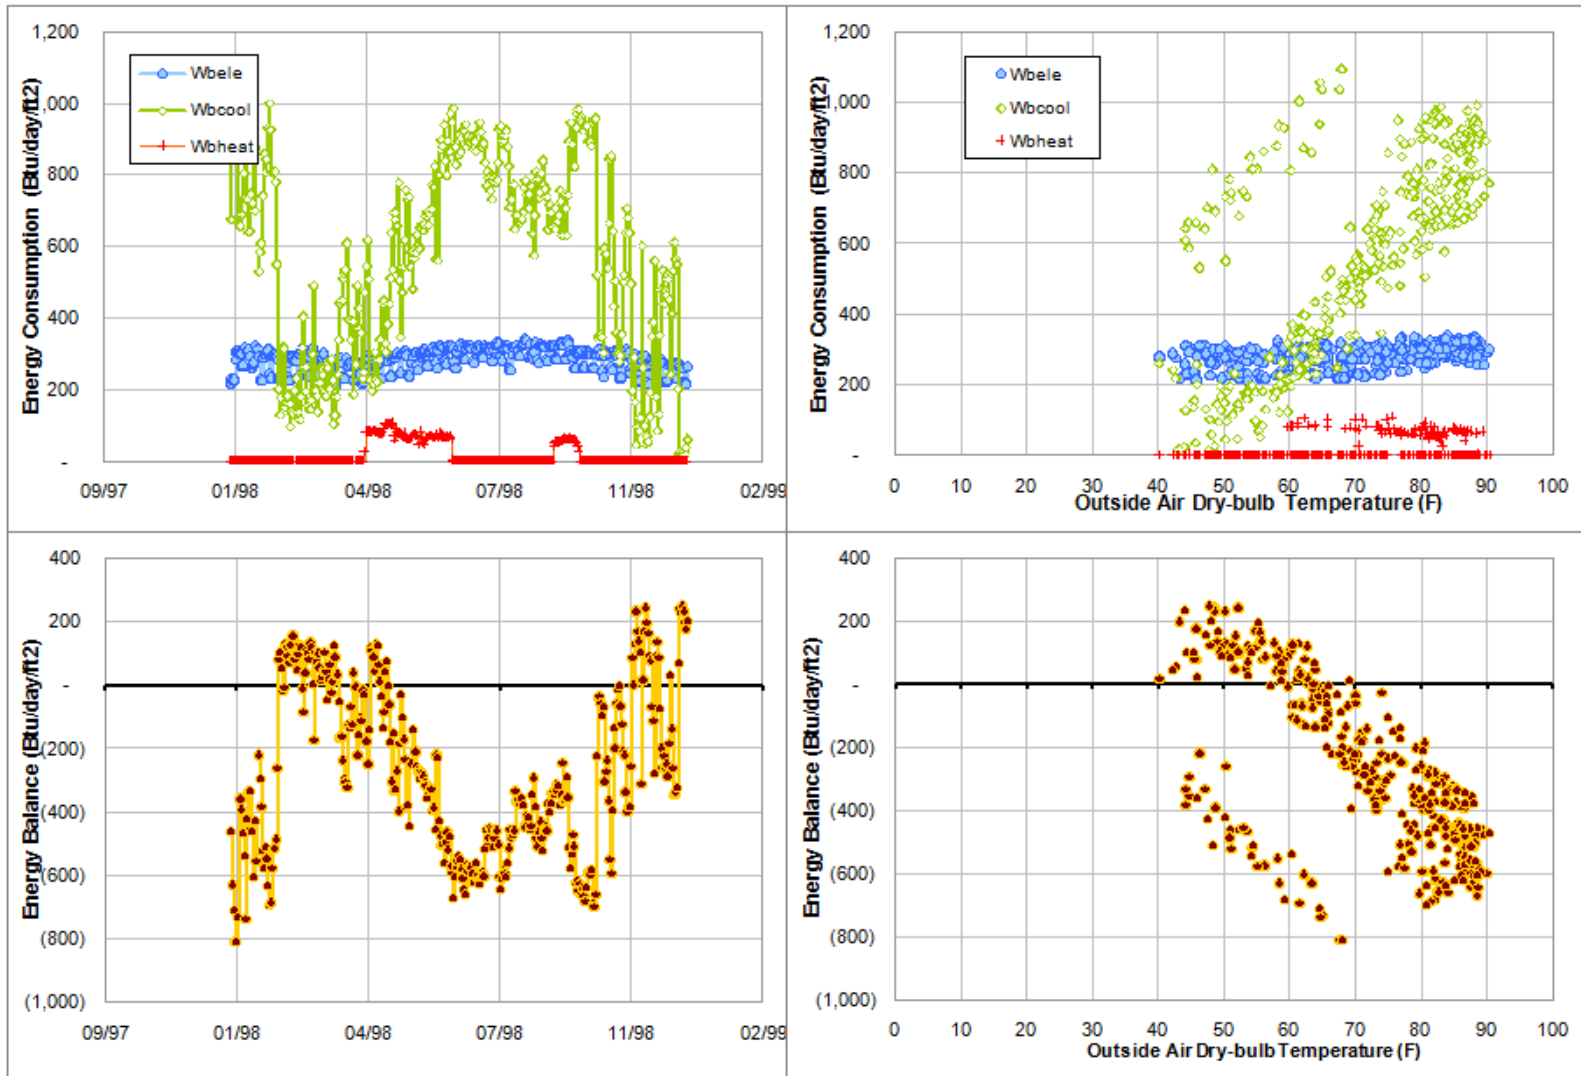 1,200
1,000
800
600
400
200
-
Energy Consumption (Btu/day/ft2)
Wbele
Wbcool
Wbheat
09/97 01/98 04/98 07/98 11/98 02/99
1,200
1,000
800
600
400
200
-
Energy Consumption (Btu/day/ft2)
Wbele
Wbcool
Wbheat
0 10 20 30 40 50 60 70 80 90 100
Outside Air Dry-bulb Temperature (F)
400
200
-
(200)
(400)
(600)
(800)
(1,000)
Energy Balance (Btu/day/ft2)
09/97 01/98 04/98 07/98 11/98 02/99
400
200
-
(200)
(400)
(600)
(800)
(1,000)
Energy Balance (Btu/day/ft2)
0 10 20 30 40 50 60 70 80 90 100
Outside Air Dry-bulb Temperature (F)